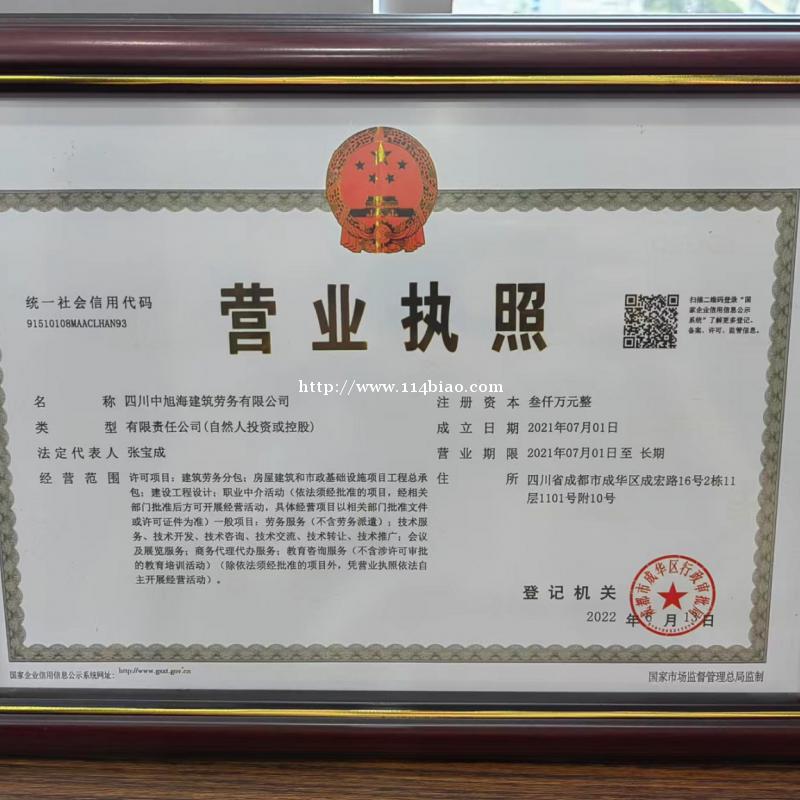 营业执照
统一社会信用代码
91510108MAACLHAN93
扫描二维码登录“国
家企业信用信息公示
系统”了解更多登记、
备案、许可、监管信息。
http://www.114biao.com
名称 四川中旭海建筑劳务有限公司
类型 有限责任公司(自然人投资或控股)
法定代表人 张宝成
经营范围 许可项目：建筑劳务分包；房屋建筑和市政基础设施项目工程总承
包；建设工程设计；职业中介活动（依法须经批准的项目，经相关
部门批准后方可开展经营活动，具体经营项目以相关部门批准文件
或许可证件为准）一般项目：劳务服务（不含劳务派遣）；技术服
务、技术开发、技术咨询、技术交流、技术转让、技术推广；会议
及展览服务；商务代理代办服务；教育咨询服务（不含涉许可审批
的教育培训活动）（除依法须经批准的项目外，凭营业执照依法自
主开展经营活动）。
注册资本 叁仟万元整
成立日期 2021年07月01日
营业期限 2021年07月01日至 长期
住所 四川省成都市成华区成宏路16号2栋11
层1101号附10号
登记机关
成都市成华区行政审批局
2022 年 月 日
国家企业信用信息公示系统网址：http://www.gsxt.gov.cn
国家市场监督管理总局监制